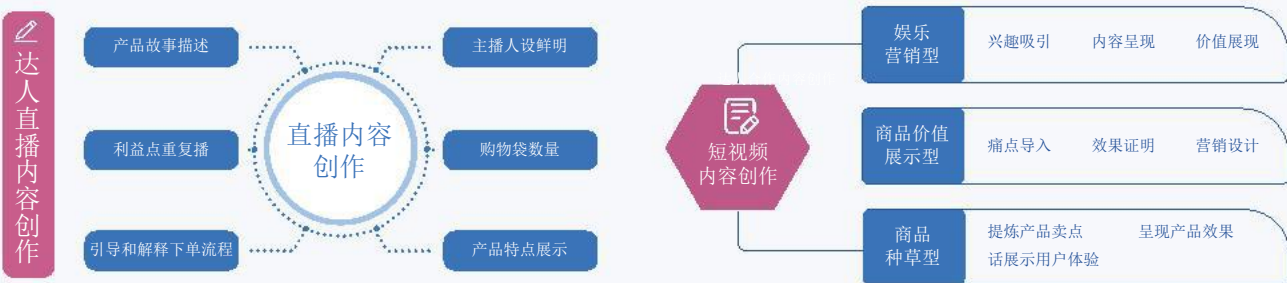 达人直播内容创作
产品故事描述
利益点重复播
引导和解释下单流程
直播内容
创作
主播人设鲜明
购物袋数量
产品特点展示
短视频
内容创作
娱乐
营销型
兴趣吸引 内容呈现 价值展现
商品价值
展示型
痛点导入 效果证明 营销设计
商品
种草型
提炼产品卖点 呈现产品效果
话展示用户体验